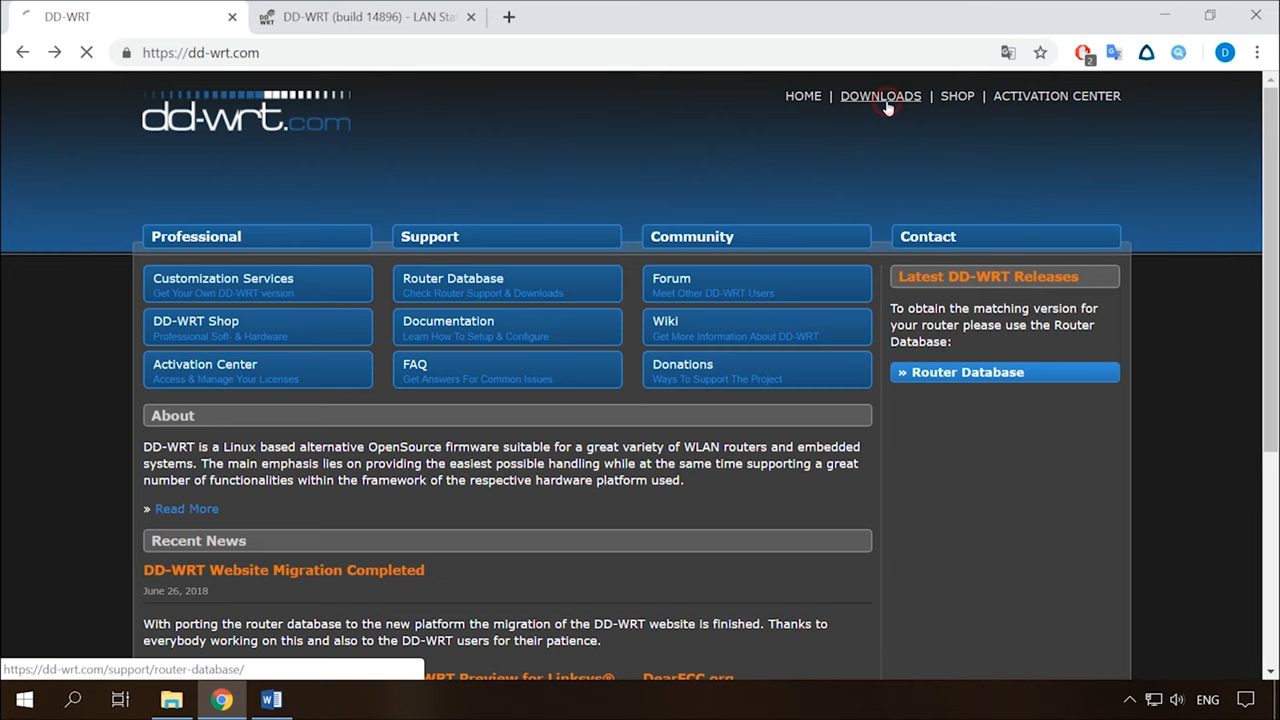 DD-WRT
DD-WRT (build 14896) - LAN Sta
https://dd-wrt.com
2
D
dd-wrt.com
HOME | DOWNLOADS | SHOP | ACTIVATION CENTER
Professional
Support
Community
Contact
Customization Services
Get Your Own DD-WRT version
Router Database
Check Router Support & Downloads
Forum
Meet Other DD-WRT Users
Latest DD-WRT Releases
DD-WRT Shop
Professional Soft- & Hardware
Documentation
Learn How To Setup & Configure
Wiki
Get More Information About DD-WRT
To obtain the matching version for
your router please use the Router
Database:
Activation Center
Access & Manage Your Licenses
FAQ
Get Answers For Common Issues
Donations
Ways To Support The Project
» Router Database
About
DD-WRT is a Linux based alternative OpenSource firmware suitable for a great variety of WLAN routers and embedded
systems. The main emphasis lies on providing the easiest possible handling while at the same time supporting a great
number of functionalities within the framework of the respective hardware platform used.
» Read More
Recent News
DD-WRT Website Migration Completed
June 26, 2018
With porting the router database to the new platform the migration of the DD-WRT website is finished. Thanks to
everybody working on this and also to the DD-WRT users for their patience.
https://dd-wrt.com/support/router-database/
WRT Preview for Linksys®
DearFCC.org
ENG